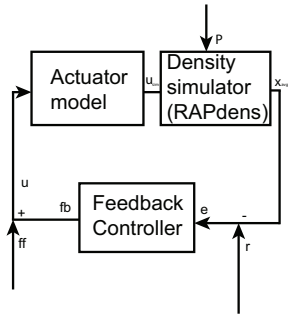 P
Actuator
model
Density
simulator
(RAPdens)
u
fb
Feedback
Controller
e
-
+
ff
r